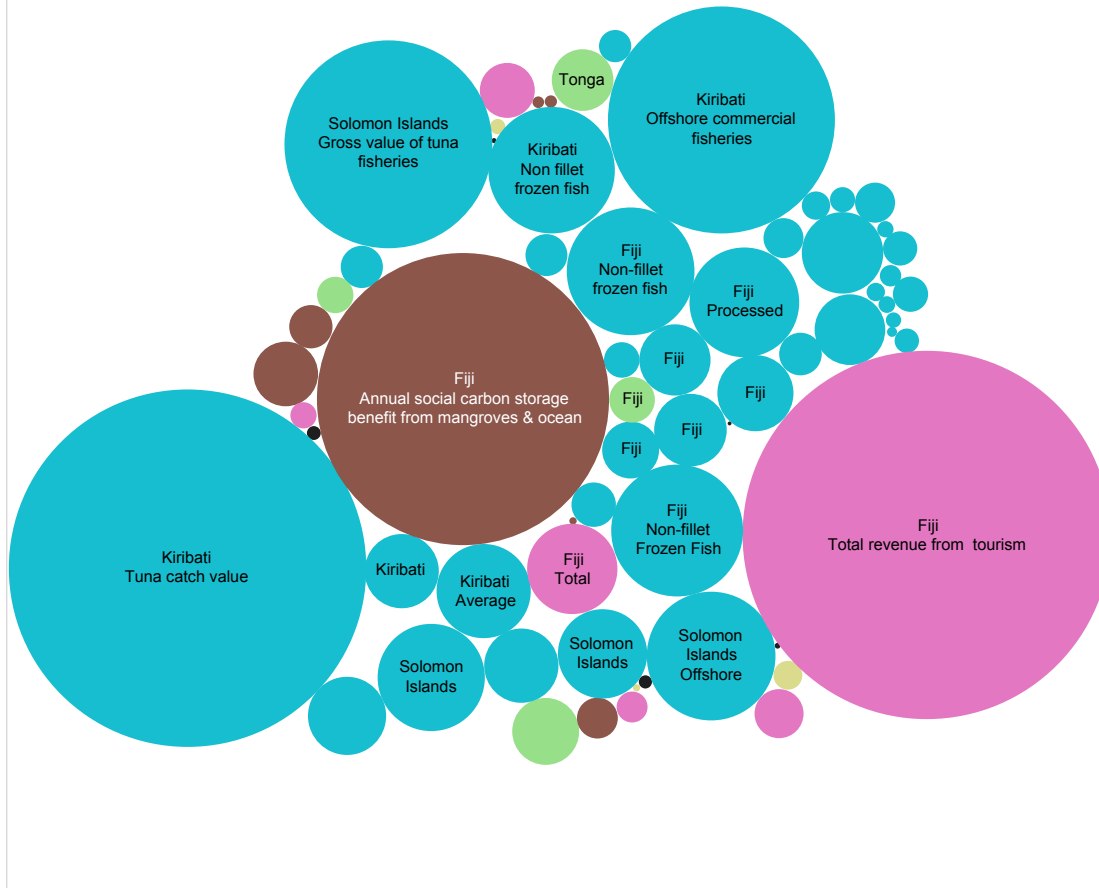 Tonga
Kiribati
Offshore commercial
fisheries
Solomon Islands
Gross value of tuna
fisheries
Kiribati
Non fillet
frozen fish
Fiji
Non-fillet
frozen fish
Fiji
Processed
Fiji
Fiji
Fiji
Fiji
Annual social carbon storage
benefit from mangroves & ocean
Fiji
Fiji
Fiji
Non-fillet
Frozen Fish
Fiji
Total revenue from  tourism
Kiribati
Tuna catch value
Kiribati
Kiribati
Average
Fiji
Total
Solomon
Islands
Solomon
Islands
Solomon
Islands
Offshore